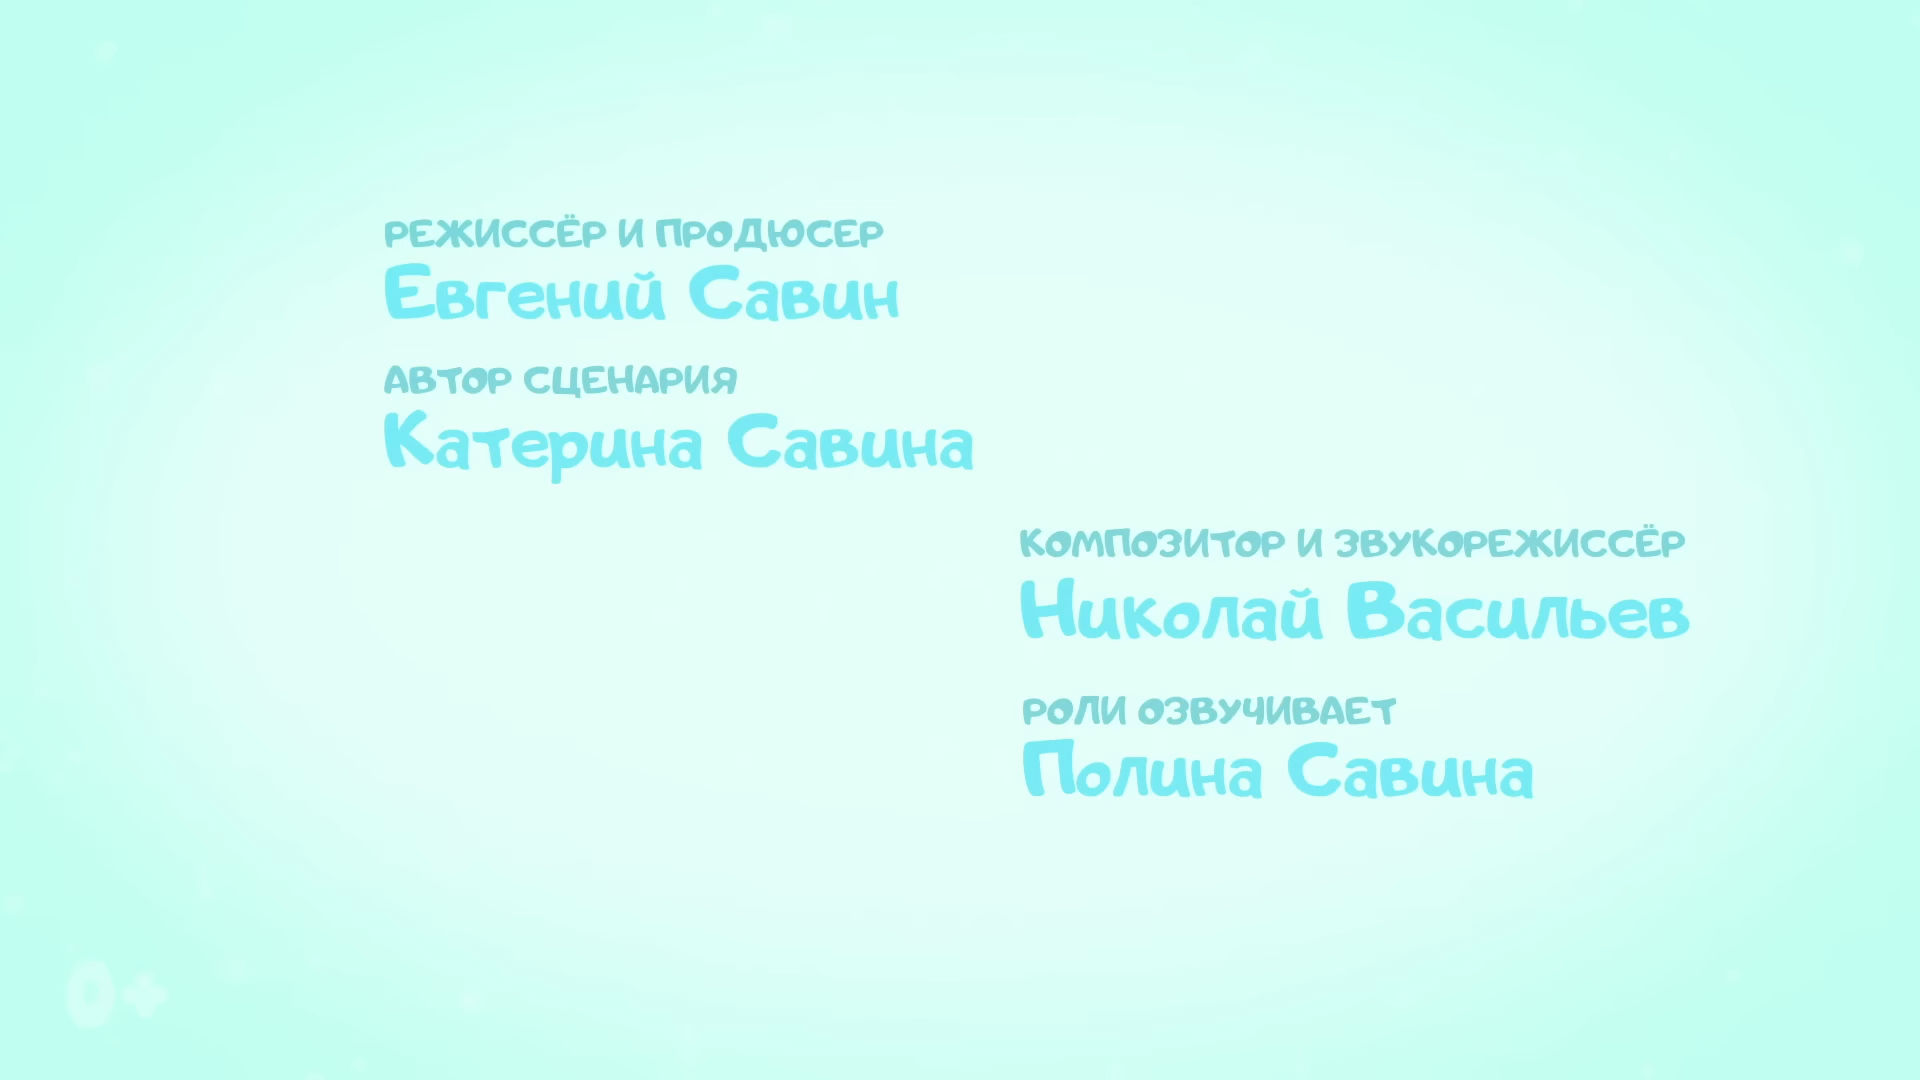 РЕЖИССЁР И ПРОДЮСЕР
Евгений Савин
АВТОР СЦЕНАРИЯ
Катерина Савина
КОМПОЗИТОР И ЗВУКОРЕЖИССЁР
Николай Васильев
РОЛИ ОЗВУЧИВАЕТ
Полина Савина
0+